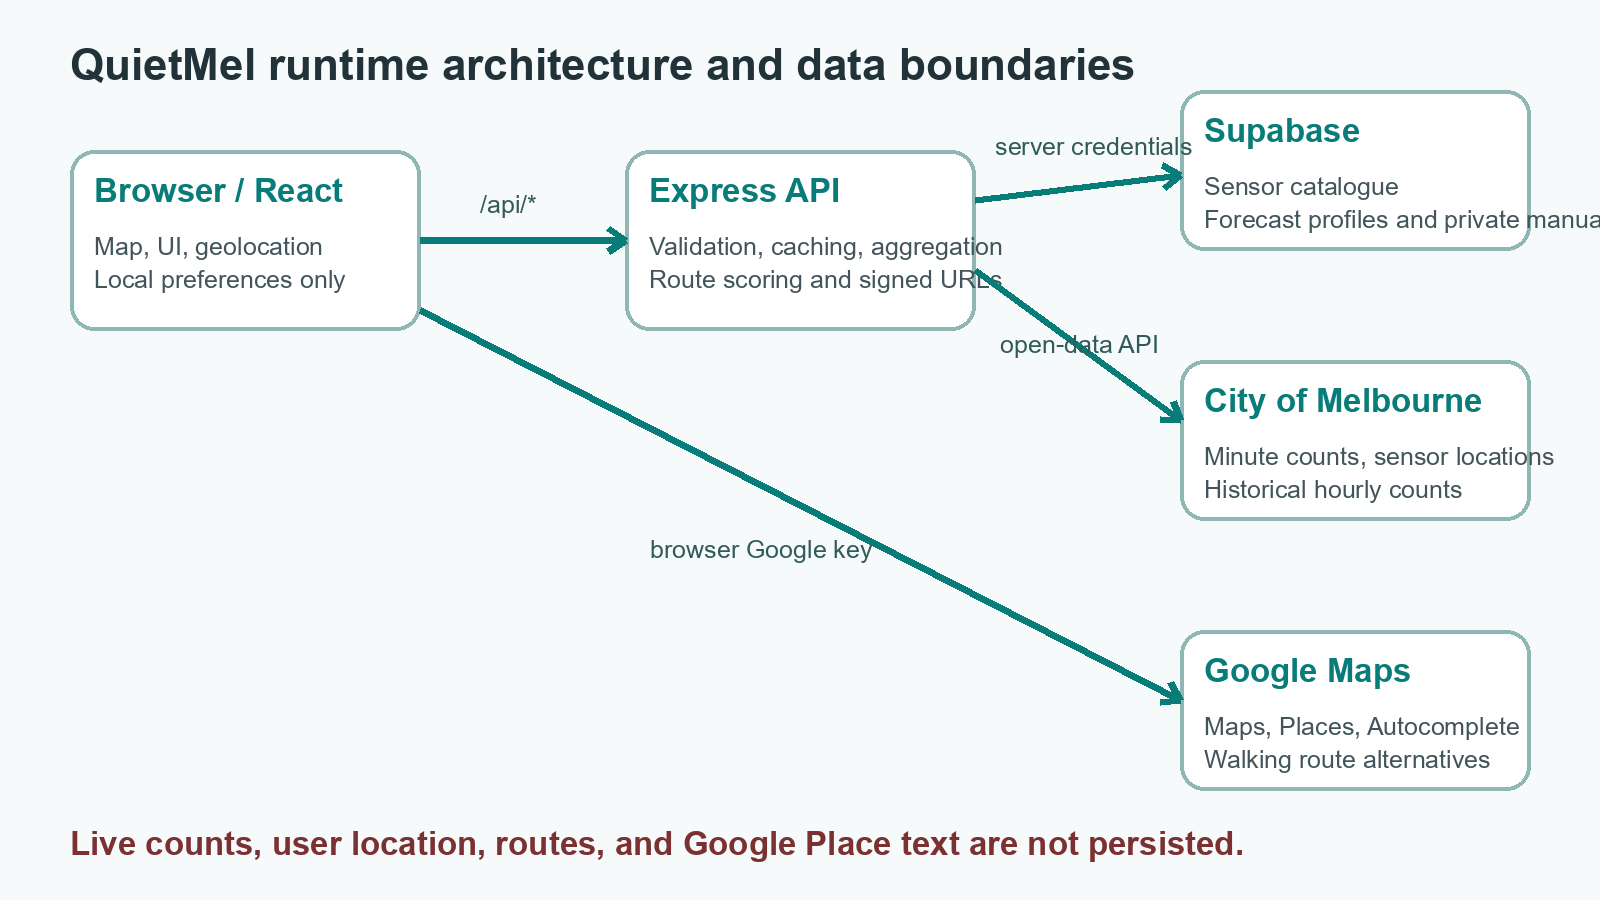 QuietMel runtime architecture and data boundaries
Browser / React
Map, UI, geolocation
Local preferences only
/api/*
Express API
Validation, caching, aggregation
Route scoring and signed URLs
server credentials
Supabase
Sensor catalogue
Forecast profiles and private manua
open-data API
City of Melbourne
Minute counts, sensor locations
Historical hourly counts
browser Google key
Google Maps
Maps, Places, Autocomplete
Walking route alternatives
Live counts, user location, routes, and Google Place text are not persisted.